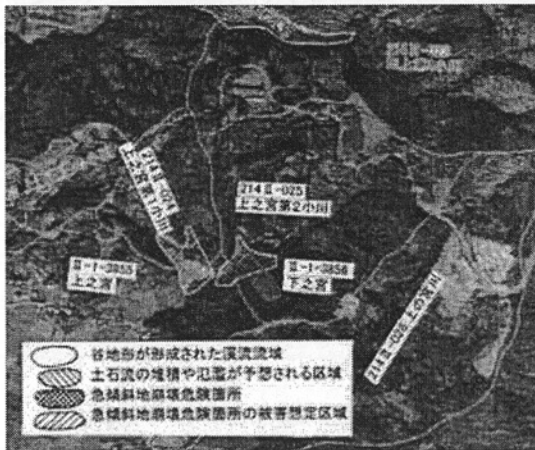 214Ⅱ-024
上之宮第1小川
214Ⅱ-025
上之宮第2小川
Ⅱ-1-3855
上之宮
Ⅱ-1-3856
下之宮
214Ⅱ-026 上の宮川
谷地形が形成された渓流流域
土石流の堆積や氾濫が予想される区域
急傾斜地崩壊危険箇所
急傾斜地崩壊危険箇所の被害想定区域